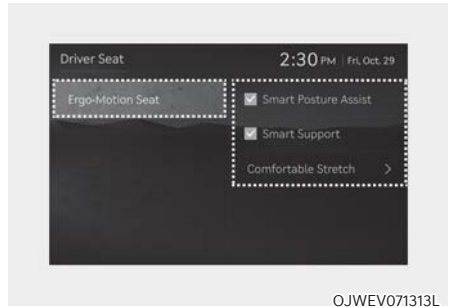 Driver Seat
2:30 PM | Fri, Oct. 29
Ergo-Motion Seat
Smart Posture Assist
Smart Support
Comfortable Stretch >
OJWEV071313L